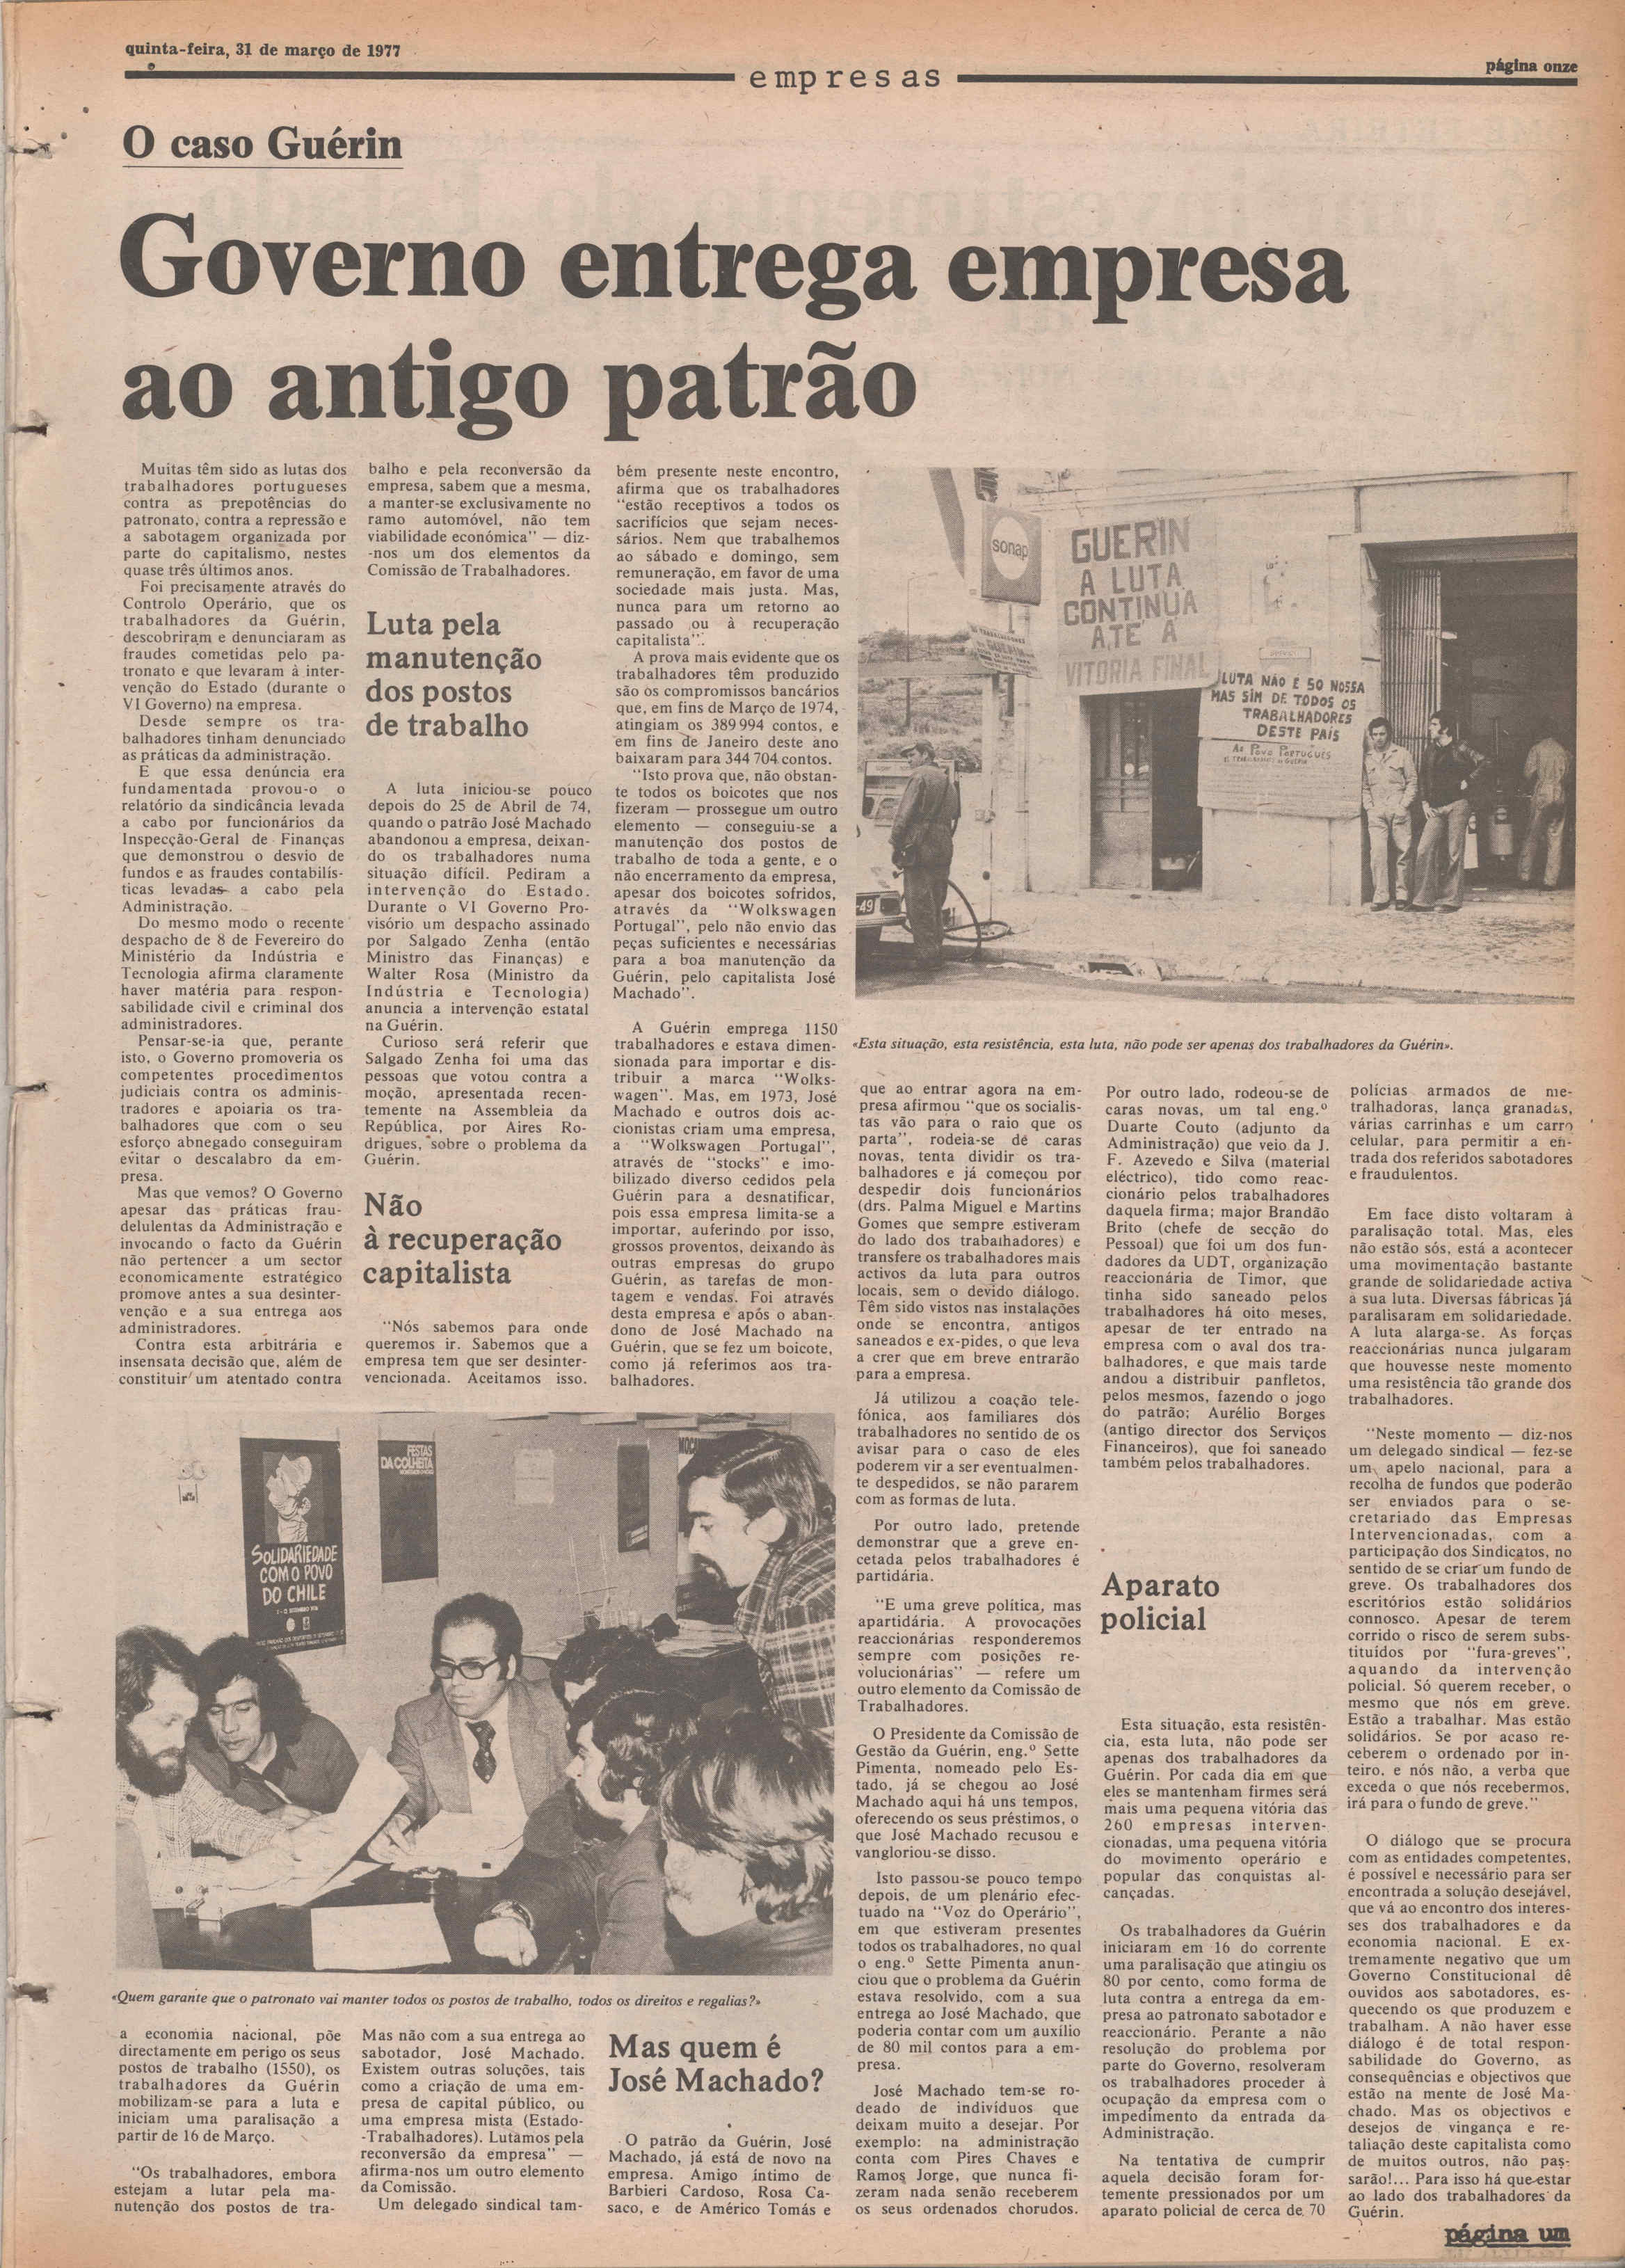 quinta-feira, 31 de março de 1977
empresas
página onze
O caso Guérin
Governo entrega empresa
ao antigo patrão
Muitas têm sido as lutas dos
trabalhadores portugueses
contra as prepotências do
patronato, contra a repressão e
a sabotagem organizada por
parte do capitalismo, nestes
quase três últimos anos.
Foi precisamente através do
Controlo Operário, que os
trabalhadores da Guérin,
descobriram e denunciaram as
fraudes cometidas pelo pa-
tronato e que levaram à inter-
venção do Estado (durante o
VI Governo) na empresa.
Desde sempre os tra-
balhadores tinham denunciado
as práticas da administração.
E que essa denúncia era
fundamentada provou-o o
relatório da sindicância levada
a cabo por funcionários da
Inspecção-Geral de Finanças
que demonstrou o desvio de
fundos e as fraudes contabilís-
ticas levadas a cabo pela
Administração.
Do mesmo modo o recente
despacho de 8 de Fevereiro do
Ministério da Indústria e
Tecnologia afirma claramente
haver matéria para respon-
sabilidade civil e criminal dos
administradores.
Pensar-se-ia que, perante
isto, o Governo promoveria os
competentes procedimentos
judiciais contra os adminis-
tradores e apoiaria os tra-
balhadores que com o seu
esforço abnegado conseguiram
evitar o descalabro da em-
presa.
Mas que vemos? O Governo
apesar das práticas frau-
delulentas da Administração e
invocando o facto da Guérin
não pertencer a um sector
economicamente estratégico
promove antes a sua desinter-
venção e a sua entrega aos
administradores.
Contra esta arbitrária e
insensata decisão que, além de
constituir um atentado contra
balho e pela reconversão da
empresa, sabem que a mesma,
a manter-se exclusivamente no
ramo automóvel, não tem
viabilidade económica" — diz-
-nos um dos elementos da
Comissão de Trabalhadores.
Luta pela
manutenção
dos postos
de trabalho
A luta iniciou-se pouco
depois do 25 de Abril de 74,
quando o patrão José Machado
abandonou a empresa, deixan-
do os trabalhadores numa
situação difícil. Pediram a
intervenção do Estado.
Durante o VI Governo Pro-
visório um despacho assinado
por Salgado Zenha (então
Ministro das Finanças) e
Walter Rosa (Ministro da
Indústria e Tecnologia)
anuncia a intervenção estatal
na Guérin.
Curioso será referir que
Salgado Zenha foi uma das
pessoas que votou contra a
moção, apresentada recen-
temente na Assembleia da
República, por Aires Ro-
drigues, sobre o problema da
Guérin.
Não
à recuperação
capitalista
"Nós sabemos para onde
queremos ir. Sabemos que a
empresa tem que ser desinter-
vencionada. Aceitamos isso.
bém presente neste encontro,
afirma que os trabalhadores
"estão receptivos a todos os
sacrifícios que sejam neces-
sários. Nem que trabalhemos
ao sábado e domingo, sem
remuneração, em favor de uma
sociedade mais justa. Mas,
nunca para um retorno ao
passado ou à recuperação
capitalista".
A prova mais evidente que os
trabalhadores têm produzido
são os compromissos bancários
que, em fins de Março de 1974,
atingiam os 389 994 contos, e
em fins de Janeiro deste ano
baixaram para 344 704 contos.
"Isto prova que, não obstan-
te todos os boicotes que nos
fizeram — prossegue um outro
elemento — conseguiu-se a
manutenção dos postos de
trabalho de toda a gente, e o
não encerramento da empresa,
apesar dos boicotes sofridos,
através da "Wolkswagen
Portugal", pelo não envio das
peças suficientes e necessárias
para a boa manutenção da
Guérin, pelo capitalista José
Machado".
A Guérin emprega 1150
trabalhadores e estava dimen-
sionada para importar e dis-
tribuir a marca "Wolks-
wagen". Mas, em 1973, José
Machado e outros dois ac-
cionistas criam uma empresa,
a "Wolkswagen Portugal",
através de "stocks" e imo-
bilizado diverso cedidos pela
Guérin para a desnatificar,
pois essa empresa limita-se a
importar, auferindo por isso,
grossos proventos, deixando às
outras empresas do grupo
Guérin, as tarefas de mon-
tagem e vendas. Foi através
desta empresa e após o aban-
dono de José Machado na
Guérin, que se fez um boicote,
como já referimos aos tra-
balhadores.
sonap
GUERIN
A LUTA
CONTINUA
ATÉ À
VITORIA FINAL
LUTA NÃO É SO NOSSA
MAS SIM DE TODOS OS
TRABALHADORES
DESTE PAÍS
AO POVO PORTUGUES
-49
«Esta situação, esta resistência, esta luta, não pode ser apenas dos trabalhadores da Guérin».
SOLIDARIEDADE
COM O POVO
DO CHILE
FESTAS
DA COLHEITA
«Quem garante que o patronato vai manter todos os postos de trabalho, todos os direitos e regalias?»
a economia nacional, põe
directamente em perigo os seus
postos de trabalho (1550), os
trabalhadores da Guérin
mobilizam-se para a luta e
iniciam uma paralisação a
partir de 16 de Março.
"Os trabalhadores, embora
estejam a lutar pela ma-
nutenção dos postos de tra-
Mas não com a sua entrega ao
sabotador, José Machado.
Existem outras soluções, tais
como a criação de uma em-
presa de capital público, ou
uma empresa mista (Estado-
-Trabalhadores). Lutamos pela
reconversão da empresa" —
afirma-nos um outro elemento
da Comissão.
Um delegado sindical tam-
Mas quem é
José Machado?
O patrão da Guérin, José
Machado, já está de novo na
empresa. Amigo íntimo de
Barbieri Cardoso, Rosa Ca-
saco, e de Américo Tomás e
que ao entrar agora na em-
presa afirmou "que os socialis-
tas vão para o raio que os
parta", rodeia-se de caras
novas, tenta dividir os tra-
balhadores e já começou por
despedir dois funcionários
(drs. Palma Miguel e Martins
Gomes que sempre estiveram
do lado dos trabalhadores) e
transfere os trabalhadores mais
activos da luta para outros
locais, sem o devido diálogo.
Têm sido vistos nas instalações
onde se encontra, antigos
saneados e ex-pides, o que leva
a crer que em breve entrarão
para a empresa.
Já utilizou a coação tele-
fónica, aos familiares dos
trabalhadores no sentido de os
avisar para o caso de eles
poderem vir a ser eventualmen-
te despedidos, se não pararem
com as formas de luta.
Por outro lado, pretende
demonstrar que a greve en-
cetada pelos trabalhadores é
partidária.
"E uma greve política, mas
apartidária. A provocações
reaccionárias responderemos
sempre com posições re-
volucionárias" — refere um
outro elemento da Comissão de
Trabalhadores.
O Presidente da Comissão de
Gestão da Guérin, eng.º Sette
Pimenta, nomeado pelo Es-
tado, já se chegou ao José
Machado aqui há uns tempos,
oferecendo os seus préstimos, o
que José Machado recusou e
vangloriou-se disso.
Isto passou-se pouco tempo
depois, de um plenário efec-
tuado na "Voz do Operário",
em que estiveram presentes
todos os trabalhadores, no qual
o eng.º Sette Pimenta anun-
ciou que o problema da Guérin
estava resolvido, com a sua
entrega ao José Machado, que
poderia contar com um auxílio
de 80 mil contos para a em-
presa.
José Machado tem-se ro-
deado de indivíduos que
deixam muito a desejar. Por
exemplo: na administração
conta com Pires Chaves e
Ramos Jorge, que nunca fi-
zeram nada senão receberem
os seus ordenados chorudos.
Por outro lado, rodeou-se de
caras novas, um tal eng.º
Duarte Couto (adjunto da
Administração) que veio da J.
F. Azevedo e Silva (material
eléctrico), tido como reac-
cionário pelos trabalhadores
daquela firma; major Brandão
Brito (chefe de secção do
Pessoal) que foi um dos fun-
dadores da UDT, organização
reaccionária de Timor, que
tinha sido saneado pelos
trabalhadores há oito meses,
apesar de ter entrado na
empresa com o aval dos tra-
balhadores, e que mais tarde
andou a distribuir panfletos,
pelos mesmos, fazendo o jogo
do patrão; Aurélio Borges
(antigo director dos Serviços
Financeiros), que foi saneado
também pelos trabalhadores.
Aparato
policial
Esta situação, esta resistên-
cia, esta luta, não pode ser
apenas dos trabalhadores da
Guérin. Por cada dia em que
eles se mantenham firmes será
mais uma pequena vitória das
260 empresas interven-
cionadas, uma pequena vitória
do movimento operário e
popular das conquistas al-
cançadas.
Os trabalhadores da Guérin
iniciaram em 16 do corrente
uma paralisação que atingiu os
80 por cento, como forma de
luta contra a entrega da em-
presa ao patronato sabotador e
reaccionário. Perante a não
resolução do problema por
parte do Governo, resolveram
os trabalhadores proceder à
ocupação da empresa com o
impedimento da entrada da
Administração.
Na tentativa de cumprir
aquela decisão foram for-
temente pressionados por um
aparato policial de cerca de 70
polícias armados de me-
tralhadoras, lança granadas,
várias carrinhas e um carro
celular, para permitir a en-
trada dos referidos sabotadores
e fraudulentos.
Em face disto voltaram à
paralisação total. Mas, eles
não estão sós, está a acontecer
uma movimentação bastante
grande de solidariedade activa
à sua luta. Diversas fábricas já
paralisaram em solidariedade.
A luta alarga-se. As forças
reaccionárias nunca julgaram
que houvesse neste momento
uma resistência tão grande dos
trabalhadores.
"Neste momento — diz-nos
um delegado sindical — fez-se
um apelo nacional, para a
recolha de fundos que poderão
ser enviados para o se-
cretariado das Empresas
Intervencionadas, com a
participação dos Sindicatos, no
sentido de se criar um fundo de
greve. Os trabalhadores dos
escritórios estão solidários
connosco. Apesar de terem
corrido o risco de serem subs-
tituídos por "fura-greves",
aquando da intervenção
policial. Só querem receber, o
mesmo que nós em greve.
Estão a trabalhar. Mas estão
solidários. Se por acaso re-
ceberem o ordenado por in-
teiro, e nós não, a verba que
exceda o que nós recebermos,
irá para o fundo de greve."
O diálogo que se procura
com as entidades competentes,
é possível e necessário para ser
encontrada a solução desejável,
que vá ao encontro dos interes-
ses dos trabalhadores e da
economia nacional. E ex-
tremamente negativo que um
Governo Constitucional dê
ouvidos aos sabotadores, es-
quecendo os que produzem e
trabalham. A não haver esse
diálogo é de total respon-
sabilidade do Governo, as
consequências e objectivos que
estão na mente de José Ma-
chado. Mas os objectivos e
desejos de vingança e re-
taliação deste capitalista como
de muitos outros, não pas-
sarão!... Para isso há que estar
ao lado dos trabalhadores da
Guérin.
página um